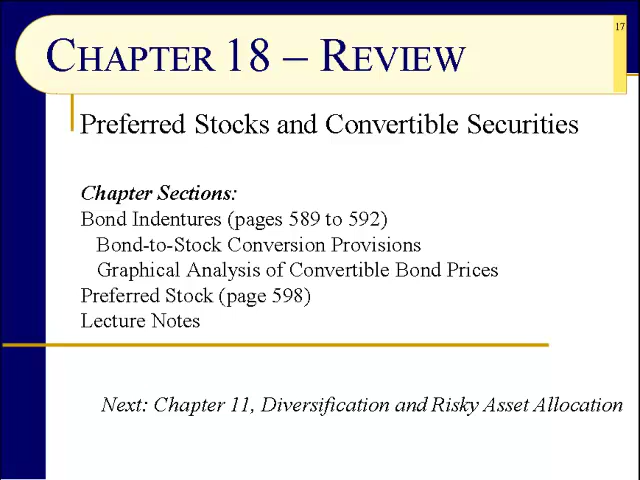 17
CHAPTER 18 – REVIEW
Preferred Stocks and Convertible Securities
Chapter Sections:
Bond Indentures (pages 589 to 592)
Bond-to-Stock Conversion Provisions
Graphical Analysis of Convertible Bond Prices
Preferred Stock (page 598)
Lecture Notes
Next: Chapter 11, Diversification and Risky Asset Allocation